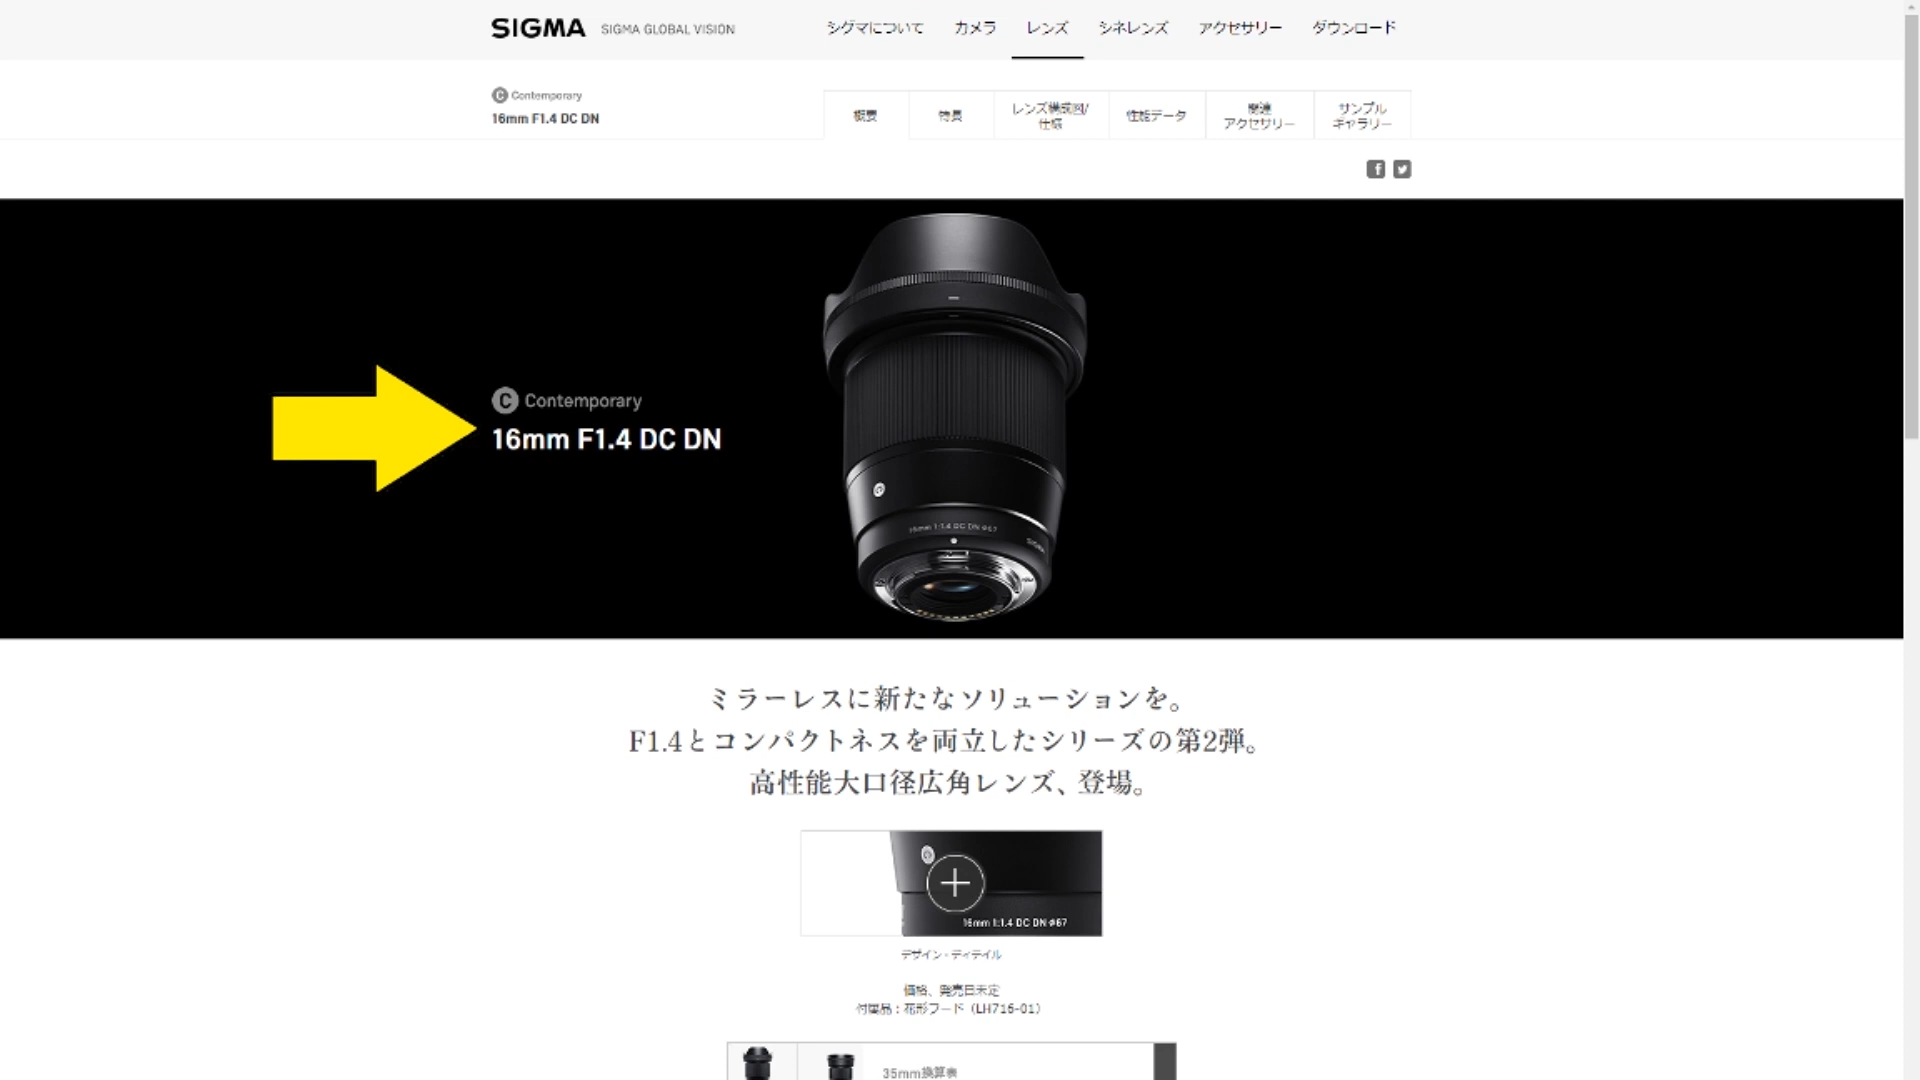 SIGMA SIGMA GLOBAL VISION シグマについて カメラ レンズ シネレンズ アクセサリー ダウンロード
C Contemporary
16mm F1.4 DC DN
概要 特長 レンズ構成図/仕様 性能データ 関連アクセサリー サンプルギャラリー
C Contemporary
16mm F1.4 DC DN
16mm 1:1.4 DC DN ⌀67
SIGMA
ミラーレスに新たなソリューションを。
F1.4とコンパクトネスを両立したシリーズの第2弾。
高性能大口径広角レンズ、登場。
16mm 1:1.4 DC DN ⌀67
デザイン・ディテイル
価格、発売日未定
付属品：花形フード（LH716-01）
35mm換算表